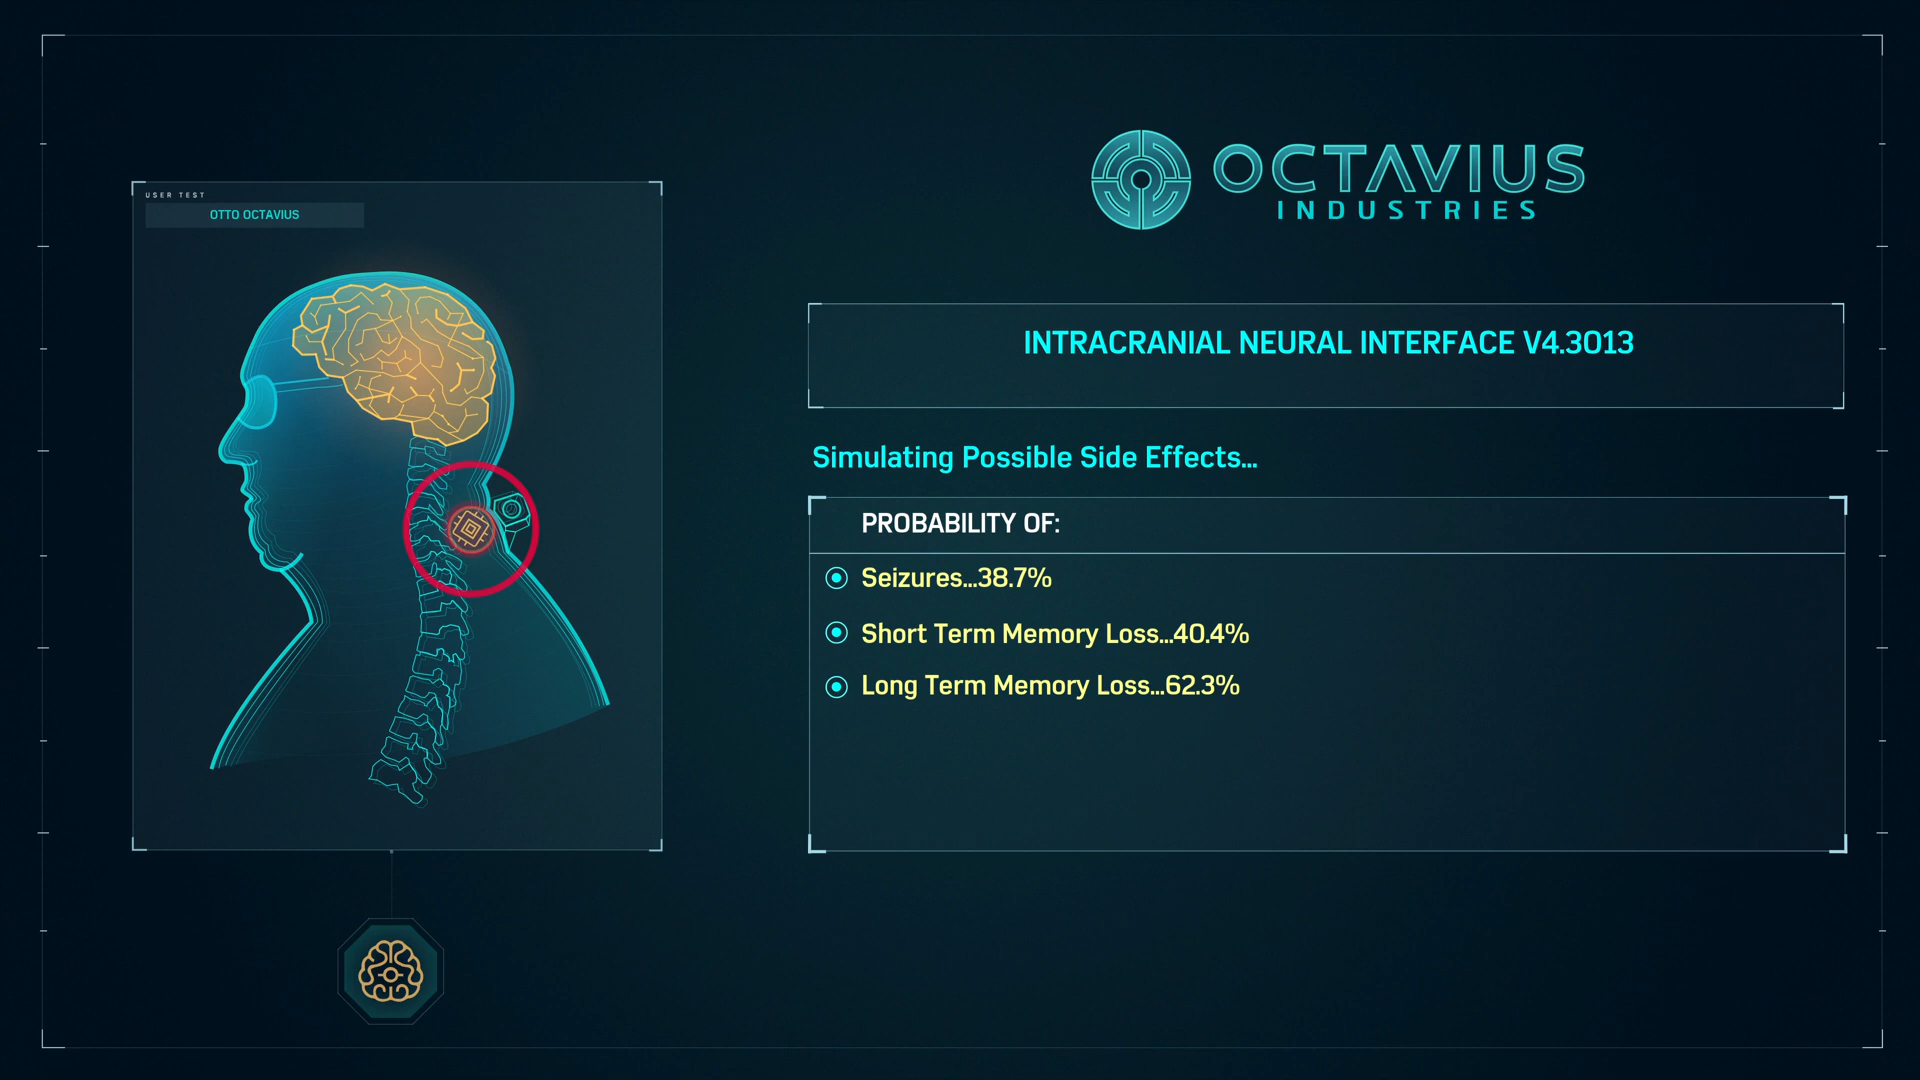 USER TEST
OTTO OCTAVIUS
OCTAVIUS
INDUSTRIES
INTRACRANIAL NEURAL INTERFACE V4.3013
Simulating Possible Side Effects...
PROBABILITY OF:
Seizures...38.7%
Short Term Memory Loss...40.4%
Long Term Memory Loss...62.3%